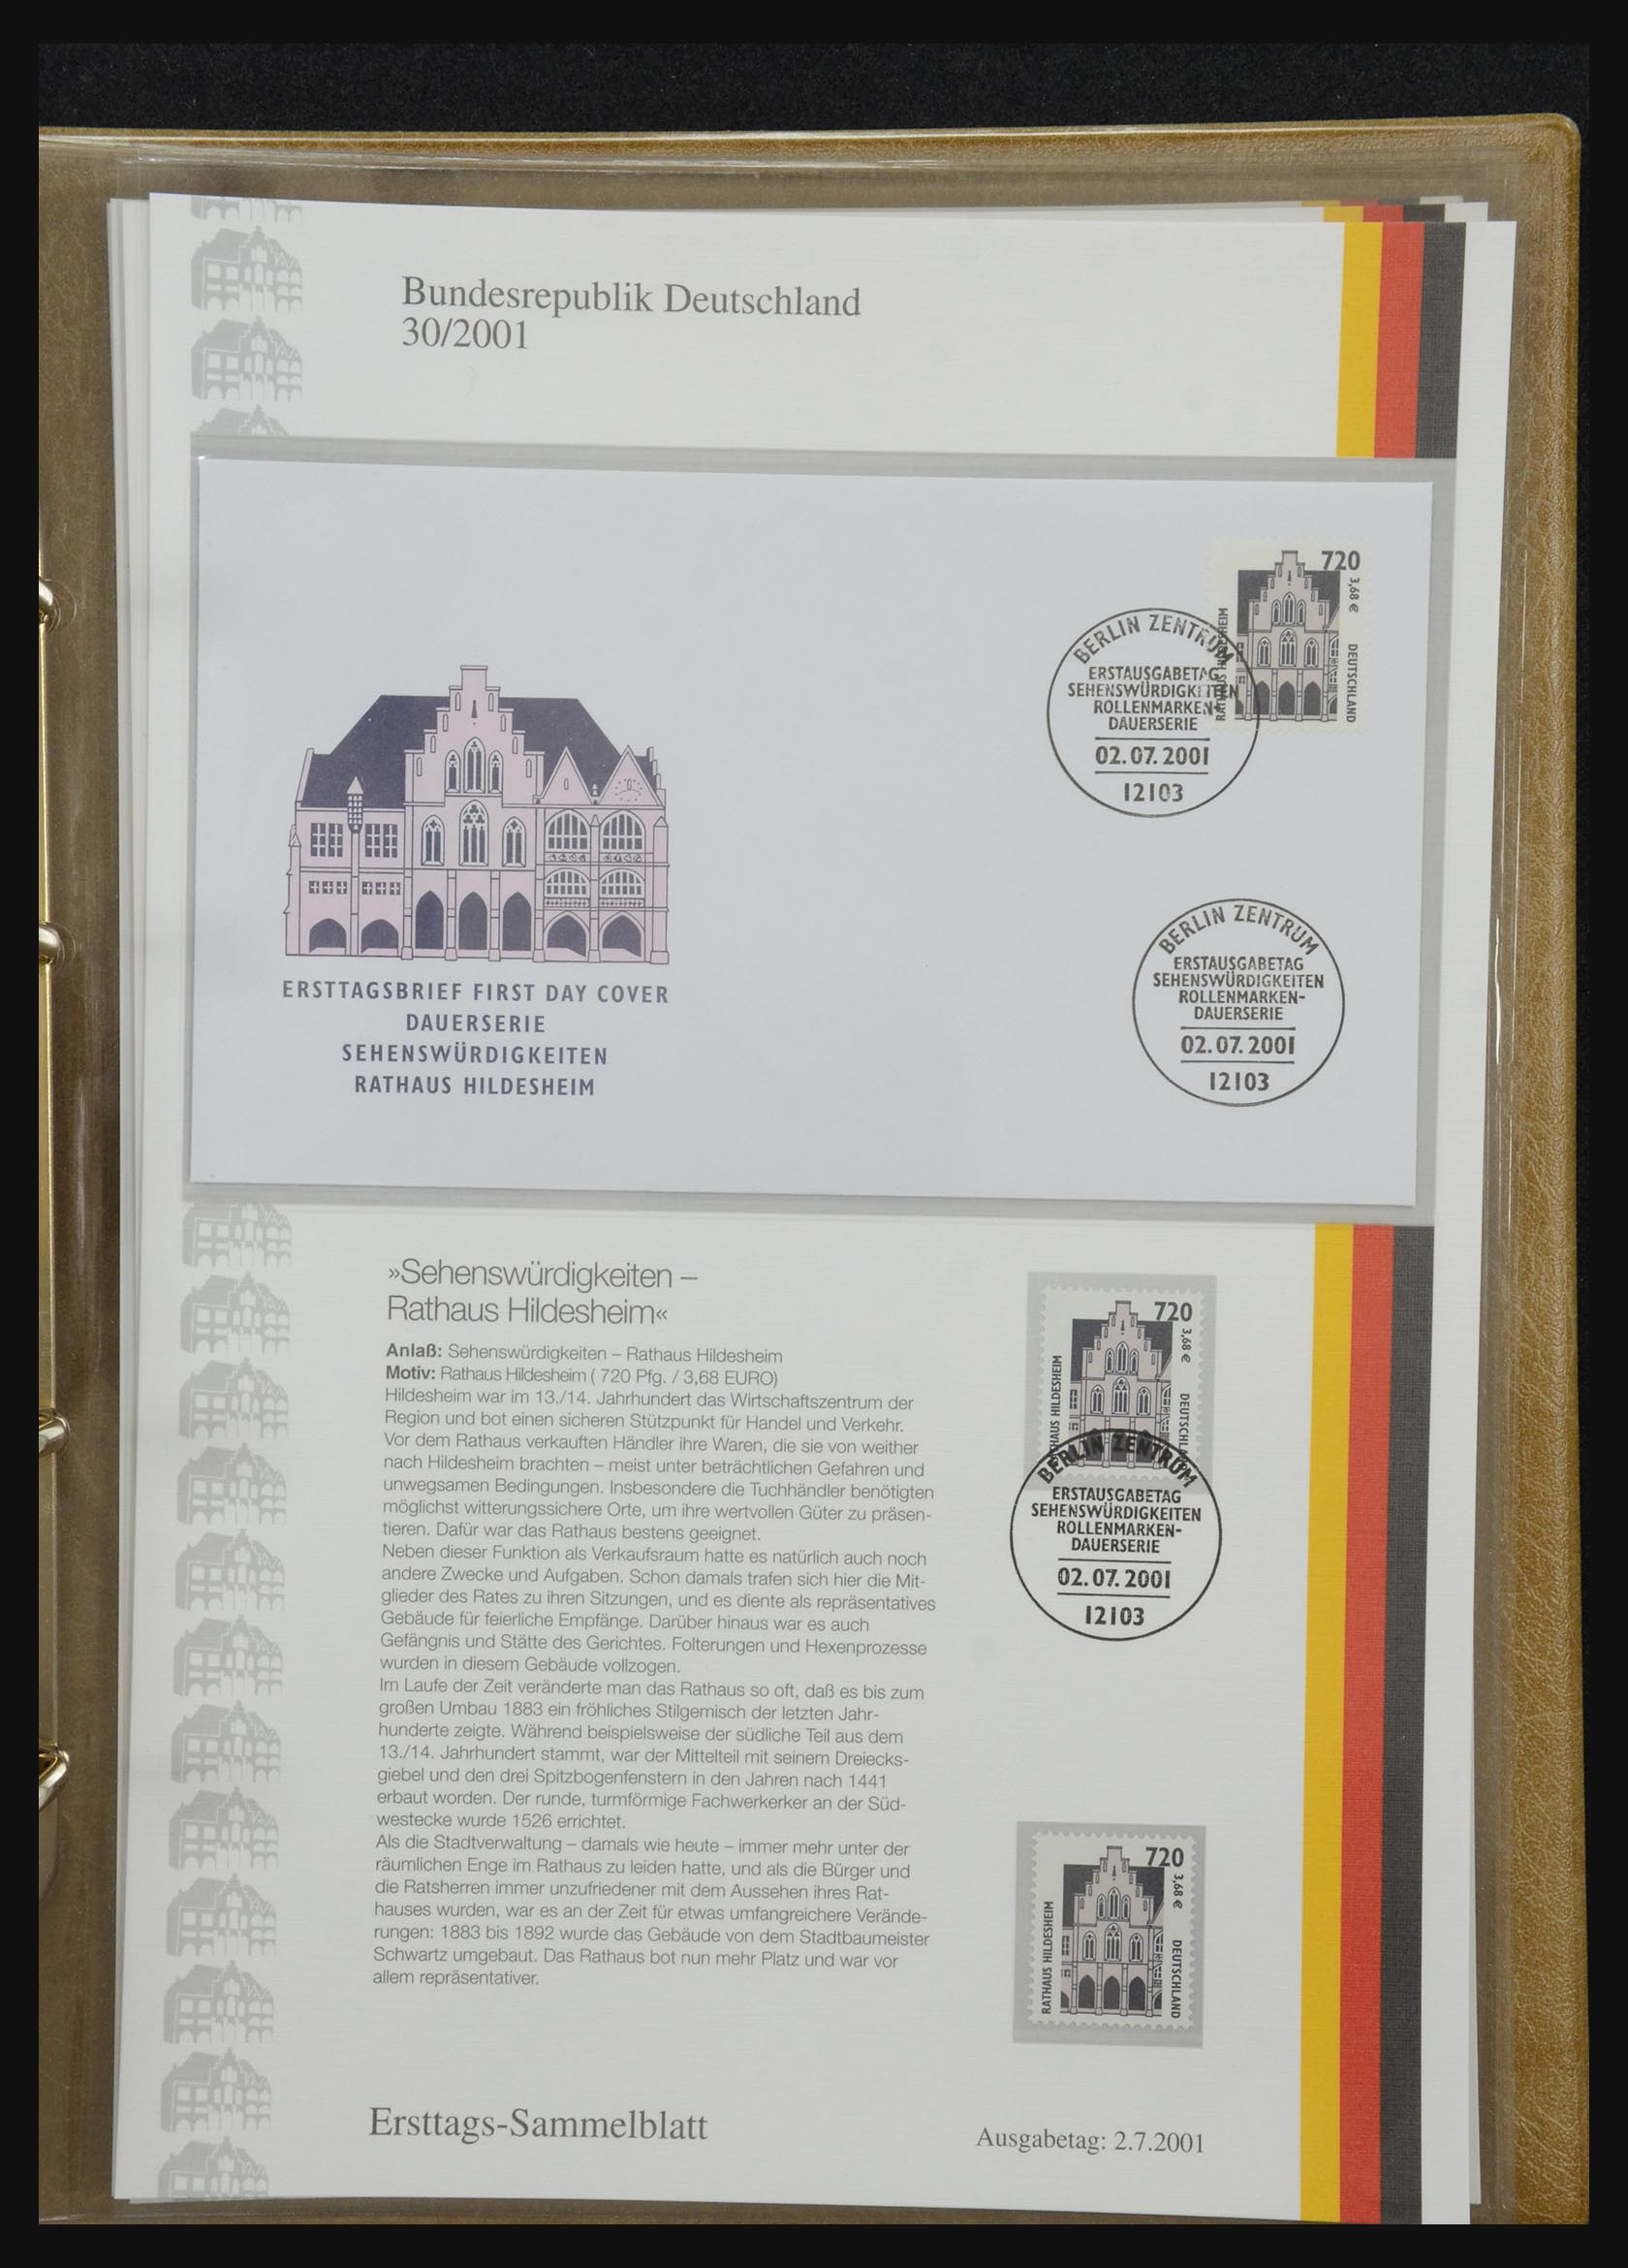 Bundesrepublik Deutschland
30/2001
720
3,68 €
RATHAUS HILDESHEIM
DEUTSCHLAND
BERLIN ZENTRUM
ERSTAUSGABETAG
SEHENSWÜRDIGKEITEN
ROLLENMARKEN-
DAUERSERIE
02.07.2001
12103
BERLIN ZENTRUM
ERSTAUSGABETAG
SEHENSWÜRDIGKEITEN
ROLLENMARKEN-
DAUERSERIE
02.07.2001
12103
ERSTTAGSBRIEF FIRST DAY COVER
DAUERSERIE
SEHENSWÜRDIGKEITEN
RATHAUS HILDESHEIM
»Sehenswürdigkeiten –
Rathaus Hildesheim«
Anlaß: Sehenswürdigkeiten – Rathaus Hildesheim
Motiv: Rathaus Hildesheim ( 720 Pfg. / 3,68 EURO)
Hildesheim war im 13./14. Jahrhundert das Wirtschaftszentrum der
Region und bot einen sicheren Stützpunkt für Handel und Verkehr.
Vor dem Rathaus verkauften Händler ihre Waren, die sie von weither
nach Hildesheim brachten – meist unter beträchtlichen Gefahren und
unwegsamen Bedingungen. Insbesondere die Tuchhändler benötigten
möglichst witterungssichere Orte, um ihre wertvollen Güter zu präsen-
tieren. Dafür war das Rathaus bestens geeignet.
Neben dieser Funktion als Verkaufsraum hatte es natürlich auch noch
andere Zwecke und Aufgaben. Schon damals trafen sich hier die Mit-
glieder des Rates zu ihren Sitzungen, und es diente als repräsentatives
Gebäude für feierliche Empfänge. Darüber hinaus war es auch
Gefängnis und Stätte des Gerichtes. Folterungen und Hexenprozesse
wurden in diesem Gebäude vollzogen.
Im Laufe der Zeit veränderte man das Rathaus so oft, daß es bis zum
großen Umbau 1883 ein fröhliches Stilgemisch der letzten Jahr-
hunderte zeigte. Während beispielsweise der südliche Teil aus dem
13./14. Jahrhundert stammt, war der Mittelteil mit seinem Dreiecks-
giebel und den drei Spitzbogenfenstern in den Jahren nach 1441
erbaut worden. Der runde, turmförmige Fachwerkerker an der Süd-
westecke wurde 1526 errichtet.
Als die Stadtverwaltung – damals wie heute – immer mehr unter der
räumlichen Enge im Rathaus zu leiden hatte, und als die Bürger und
die Ratsherren immer unzufriedener mit dem Aussehen ihres Rat-
hauses wurden, war es an der Zeit für etwas umfangreichere Verände-
rungen: 1883 bis 1892 wurde das Gebäude von dem Stadtbaumeister
Schwartz umgebaut. Das Rathaus bot nun mehr Platz und war vor
allem repräsentativer.
720
3,68 €
HILDESHEIM
BERLIN ZENTRUM
ERSTAUSGABETAG
SEHENSWÜRDIGKEITEN
ROLLENMARKEN-
DAUERSERIE
02.07.2001
12103
720
3,68 €
RATHAUS HILDESHEIM
DEUTSCHLAND
Ersttags-Sammelblatt
Ausgabetag: 2.7.2001